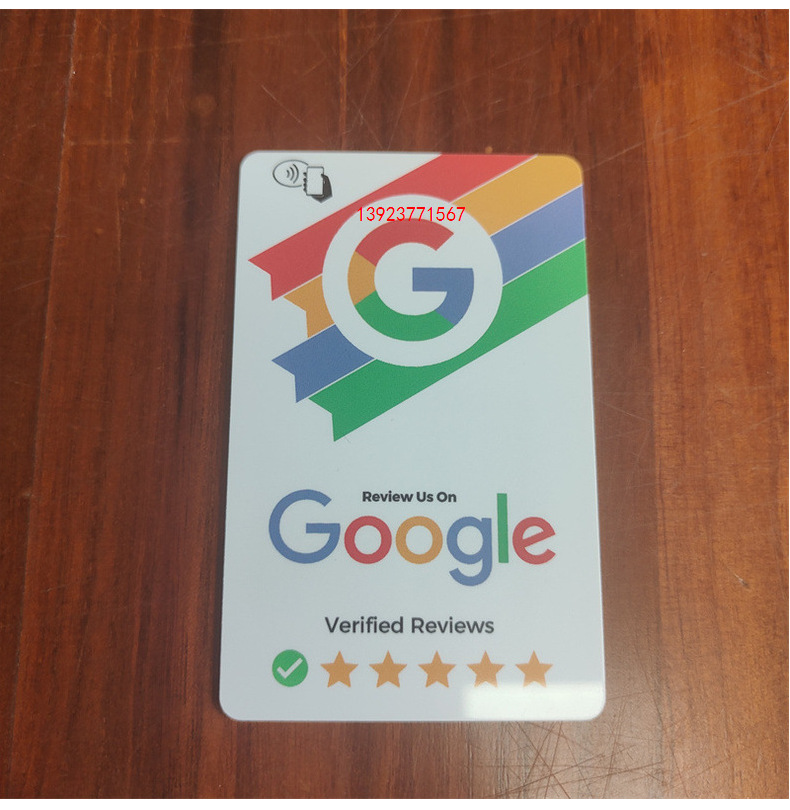 13923771567
G
Review Us On
Google
Verified Reviews